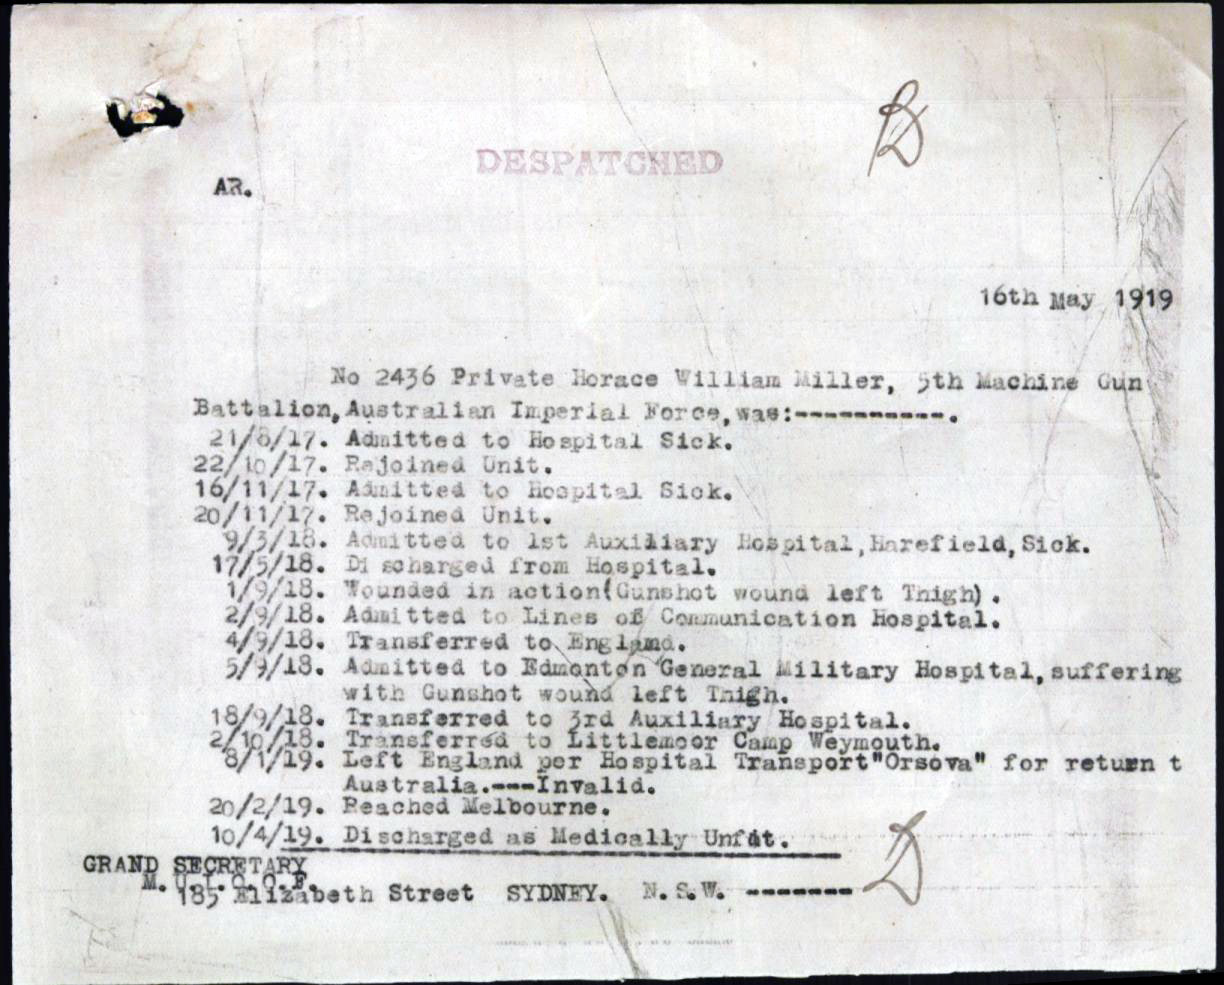 DESPATCHED
AR.
16th May 1919
No 2436 Private Horace William Miller, 5th Machine Gun
Battalion,Australian Imperial Force,was:-----------.
21/8/17. Admitted to Hospital Sick.
22/10/17. Rejoined Unit.
16/11/17. Admitted to Hospital Sick.
20/11/17. Rejoined Unit.
9/3/18. Admitted to 1st Auxiliary Hospital,Harefield,Sick.
17/5/18. Di scharged from Hospital.
1/9/18. Wounded in action(Gunshot wound left Thigh).
2/9/18. Admitted to Lines of Communication Hospital.
4/9/18. Transferred to England.
5/9/18. Admitted to Edmonton General Military Hospital,suffering
with Gunshot wound left Thigh.
18/9/18. Transferred to 3rd Auxiliary Hospital.
2/10/18. Transferred to Littlemoor Camp Weymouth.
8/1/19. Left England per Hospital Transport"Orsova" for return t
Australia.---Invalid.
20/2/19. Reached Melbourne.
10/4/19. Discharged as Medically Unfit.
GRAND SECRETARY
M.U.I.O.O.F.
185 Elizabeth Street SYDNEY. N.S.W. --------